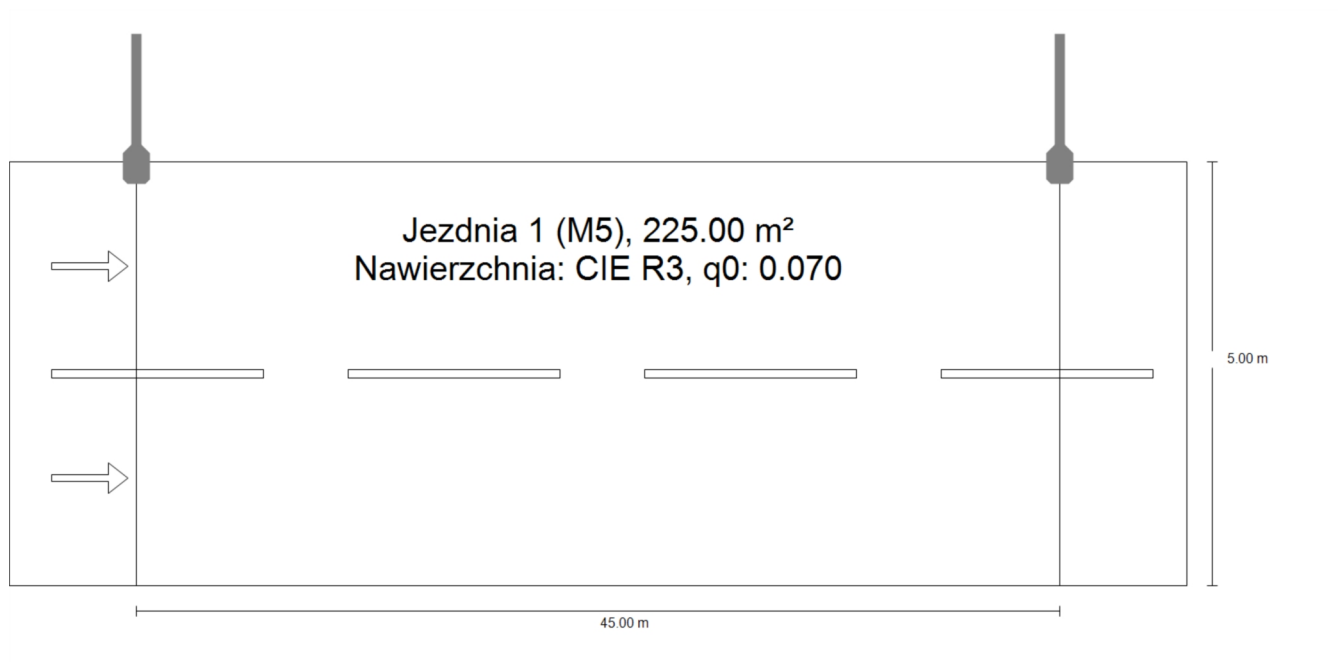 Jezdnia 1 (M5), 225.00 m²
Nawierzchnia: CIE R3, q0: 0.070
5.00 m
45.00 m